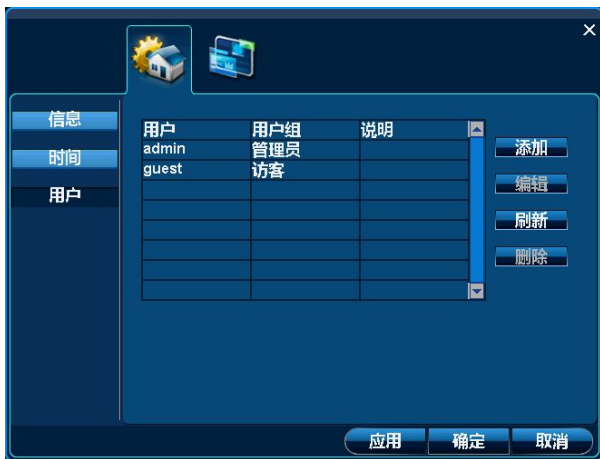 信息
时间
用户
用户 用户组 说明
admin 管理员
guest 访客
添加
编辑
刷新
删除
应用 确定 取消